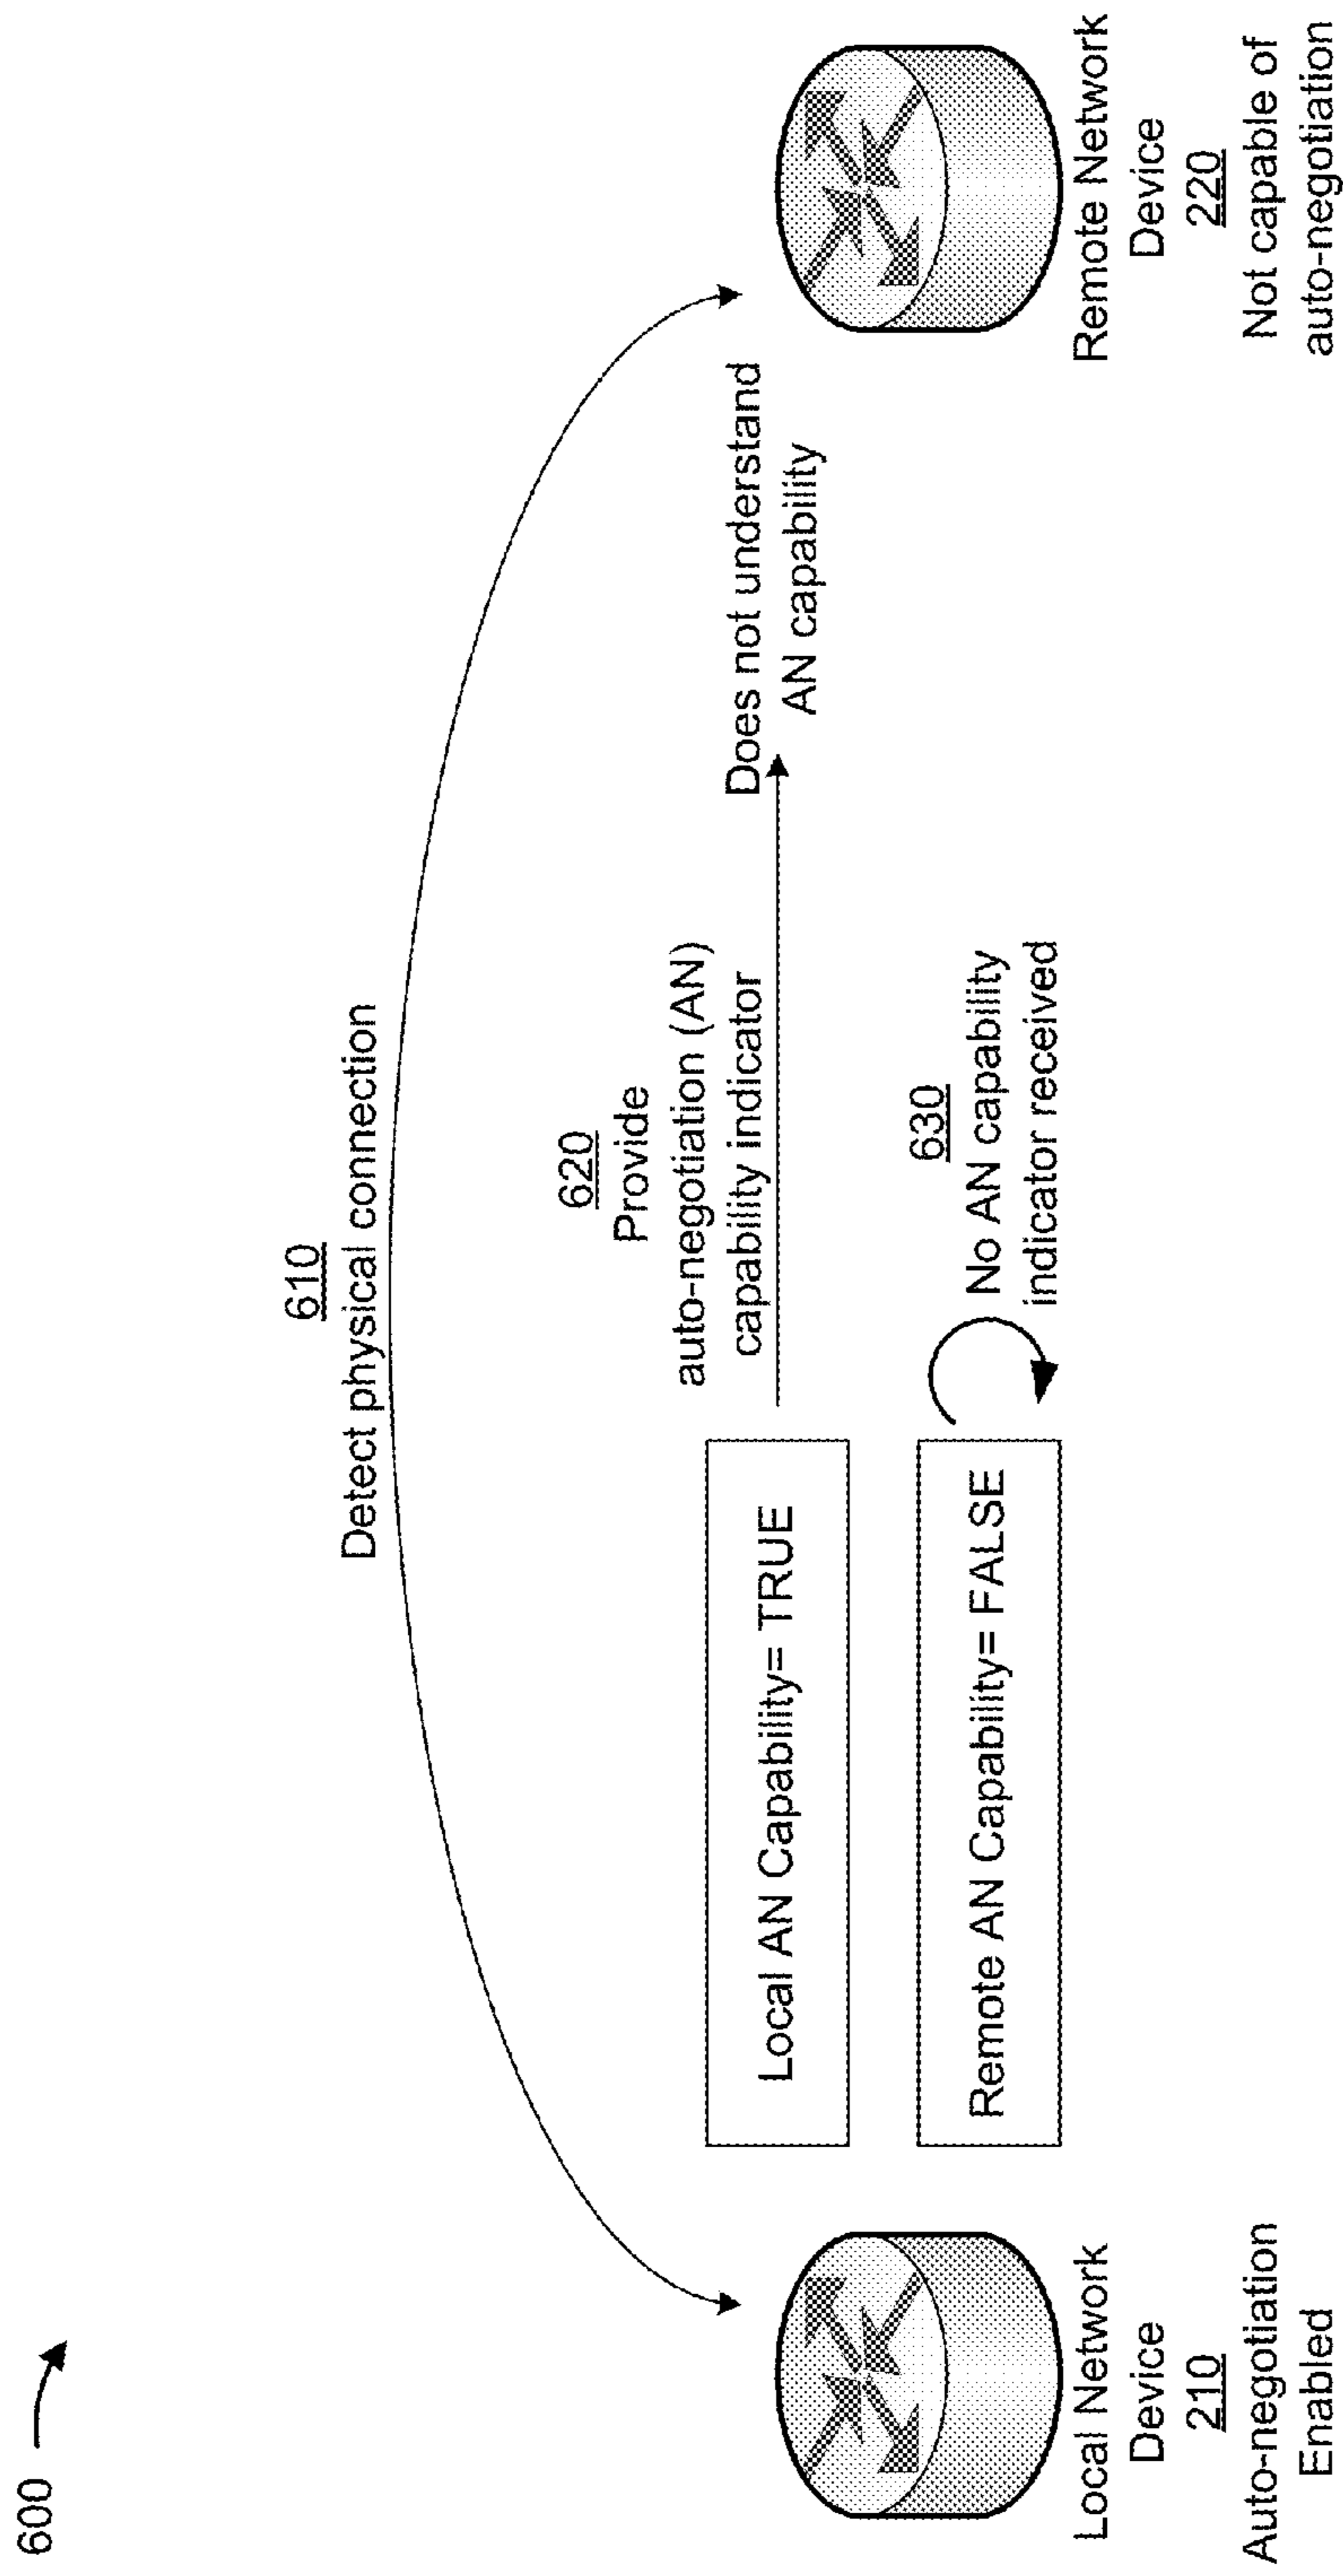 600
610
Detect physical connection
620
Provide
auto-negotiation (AN)
capability indicator
Does not understand
AN capability
Local AN Capability= TRUE
630
No AN capability
indicator received
Remote AN Capability= FALSE
Local Network
Device
210
Auto-negotiation
Enabled
Remote Network
Device
220
Not capable of
auto-negotiation